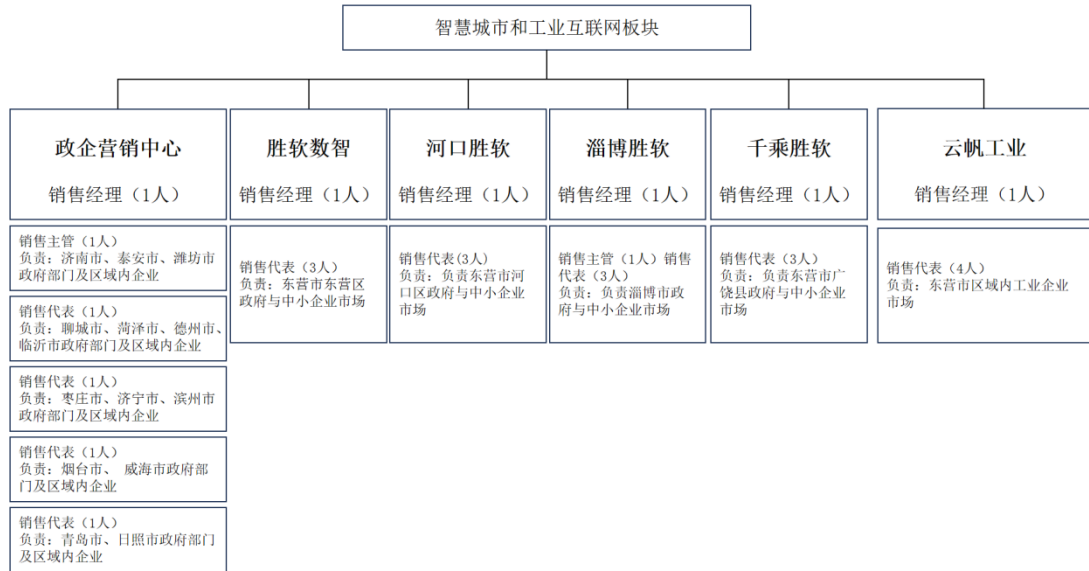 智慧城市和工业互联网板块
政企营销中心
销售经理（1人）
胜软数智
销售经理（1人）
河口胜软
销售经理（1人）
淄博胜软
销售经理（1人）
千乘胜软
销售经理（1人）
云帆工业
销售经理（1人）
销售主管（1人）
负责：济南市、泰安市、潍坊市
政府部门及区域内企业
销售代表（1人）
负责：聊城市、菏泽市、德州市、
临沂市政府部门及区域内企业
销售代表（1人）
负责：枣庄市、济宁市、滨州市
政府部门及区域内企业
销售代表（1人）
负责：烟台市、 威海市政府部
门及区域内企业
销售代表（1人）
负责：青岛市、日照市政府部门
及区域内企业
销售代表（3人）
负责：东营市东营区
政府与中小企业市场
销售代表(3人）
负责：负责东营市河
口区政府与中小企业
市场
销售主管（1人）销售
代表（3人）
负责：负责淄博市政
府与中小企业市场
销售代表（3人）
负责：负责东营市广
饶县政府与中小企业
市场
销售代表（4人）
负责：东营市区域内工业企业
市场